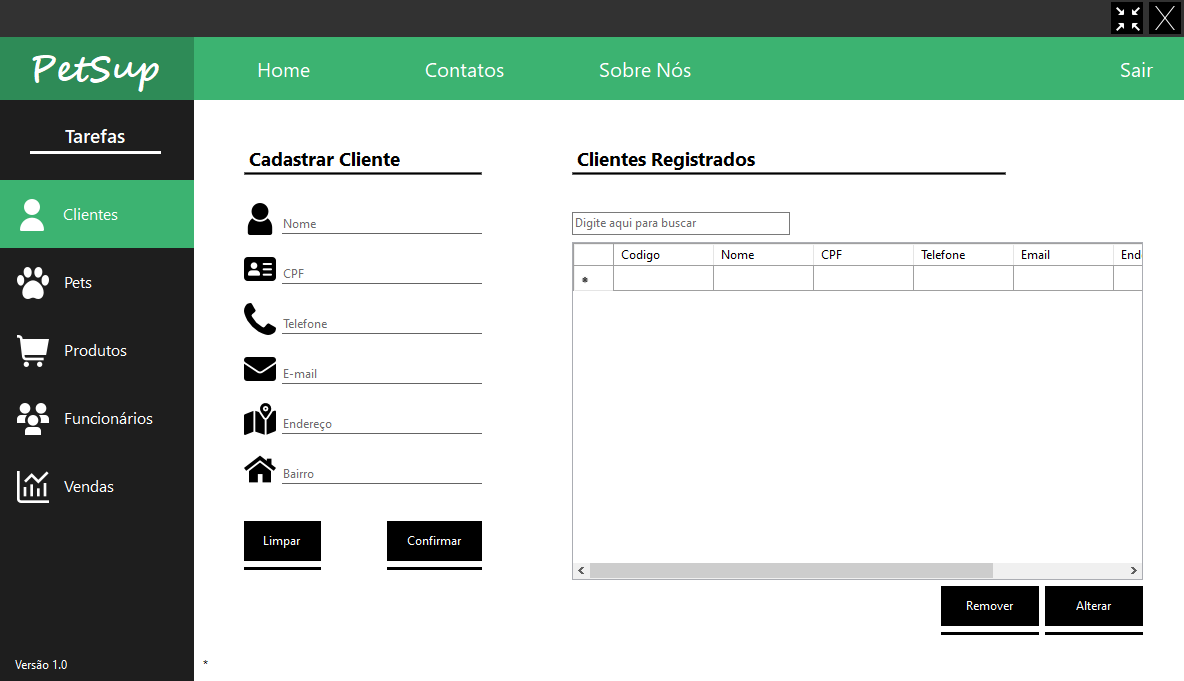 PetSup
Home
Contatos
Sobre Nós
Sair
Tarefas
Clientes
Pets
Produtos
Funcionários
Vendas
Versão 1.0
Cadastrar Cliente
Nome
CPF
Telefone
E-mail
Endereço
Bairro
Limpar
Confirmar
Clientes Registrados
Digite aqui para buscar
Codigo Nome CPF Telefone Email End
*
Remover
Alterar
*